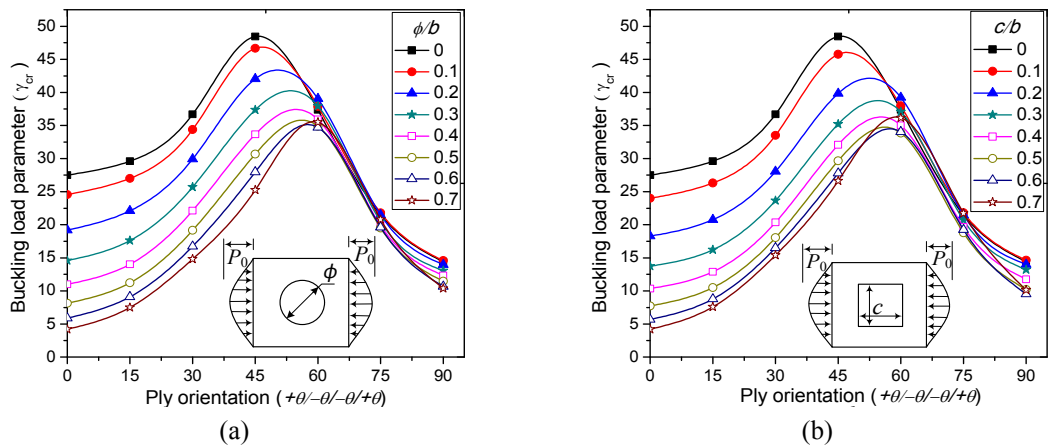 ϕ/b
0
0.1
0.2
0.3
0.4
0.5
0.6
0.7
Buckling load parameter (γcr)
55
50
45
40
35
30
25
20
15
10
5
0
P0
P0
ϕ
0 15 30 45 60 75 90
Ply orientation (+θ/−θ/−θ/+θ)
(a)
c/b
0
0.1
0.2
0.3
0.4
0.5
0.6
0.7
Buckling load parameter (γcr)
55
50
45
40
35
30
25
20
15
10
5
0
P0
P0
c
0 15 30 45 60 75 90
Ply orientation (+θ/−θ/−θ/+θ)
(b)